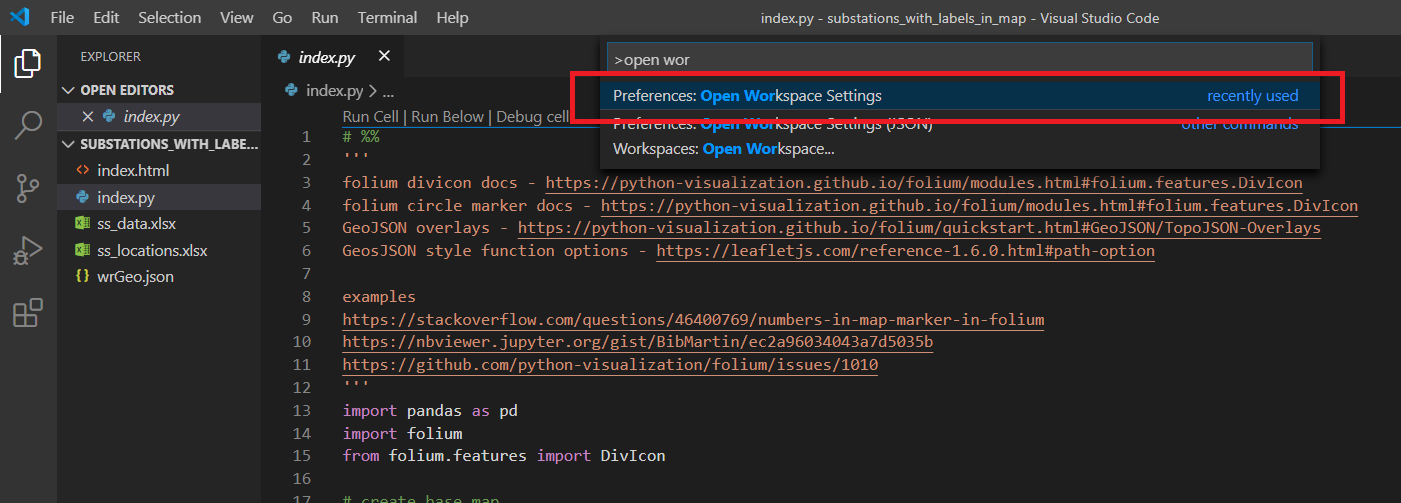 File Edit Selection View Go Run Terminal Help
index.py - substations_with_labels_in_map - Visual Studio Code
EXPLORER
OPEN EDITORS
index.py
SUBSTATIONS_WITH_LABE...
index.html
index.py
ss_data.xlsx
ss_locations.xlsx
wrGeo.json
index.py
index.py > ...
>open wor
Preferences: Open Workspace Settings recently used
Preferences: Open Workspace Settings (JSON) other commands
Workspaces: Open Workspace...
Run Cell | Run Below | Debug cell
1 # %%
2 '''
3 folium divicon docs - https://python-visualization.github.io/folium/modules.html#folium.features.DivIcon
4 folium circle marker docs - https://python-visualization.github.io/folium/modules.html#folium.features.DivIcon
5 GeoJSON overlays - https://python-visualization.github.io/folium/quickstart.html#GeoJSON/TopoJSON-Overlays
6 GeosJSON style function options - https://leafletjs.com/reference-1.6.0.html#path-option
7
8 examples
9 https://stackoverflow.com/questions/46400769/numbers-in-map-marker-in-folium
10 https://nbviewer.jupyter.org/gist/BibMartin/ec2a96034043a7d5035b
11 https://github.com/python-visualization/folium/issues/1010
12 '''
13 import pandas as pd
14 import folium
15 from folium.features import DivIcon
16
17 # create base map